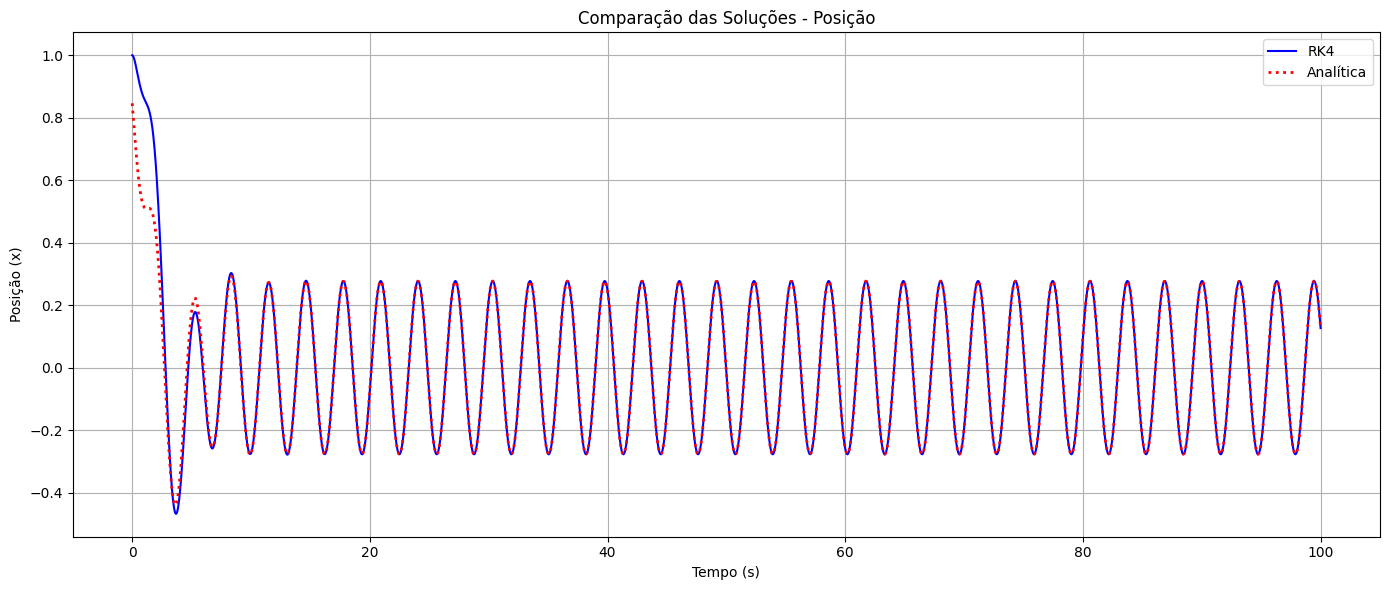 Comparação das Soluções - Posição
RK4
Analítica
Posição (x)
1.0
0.8
0.6
0.4
0.2
0.0
−0.2
−0.4
0
20
40
60
80
100
Tempo (s)